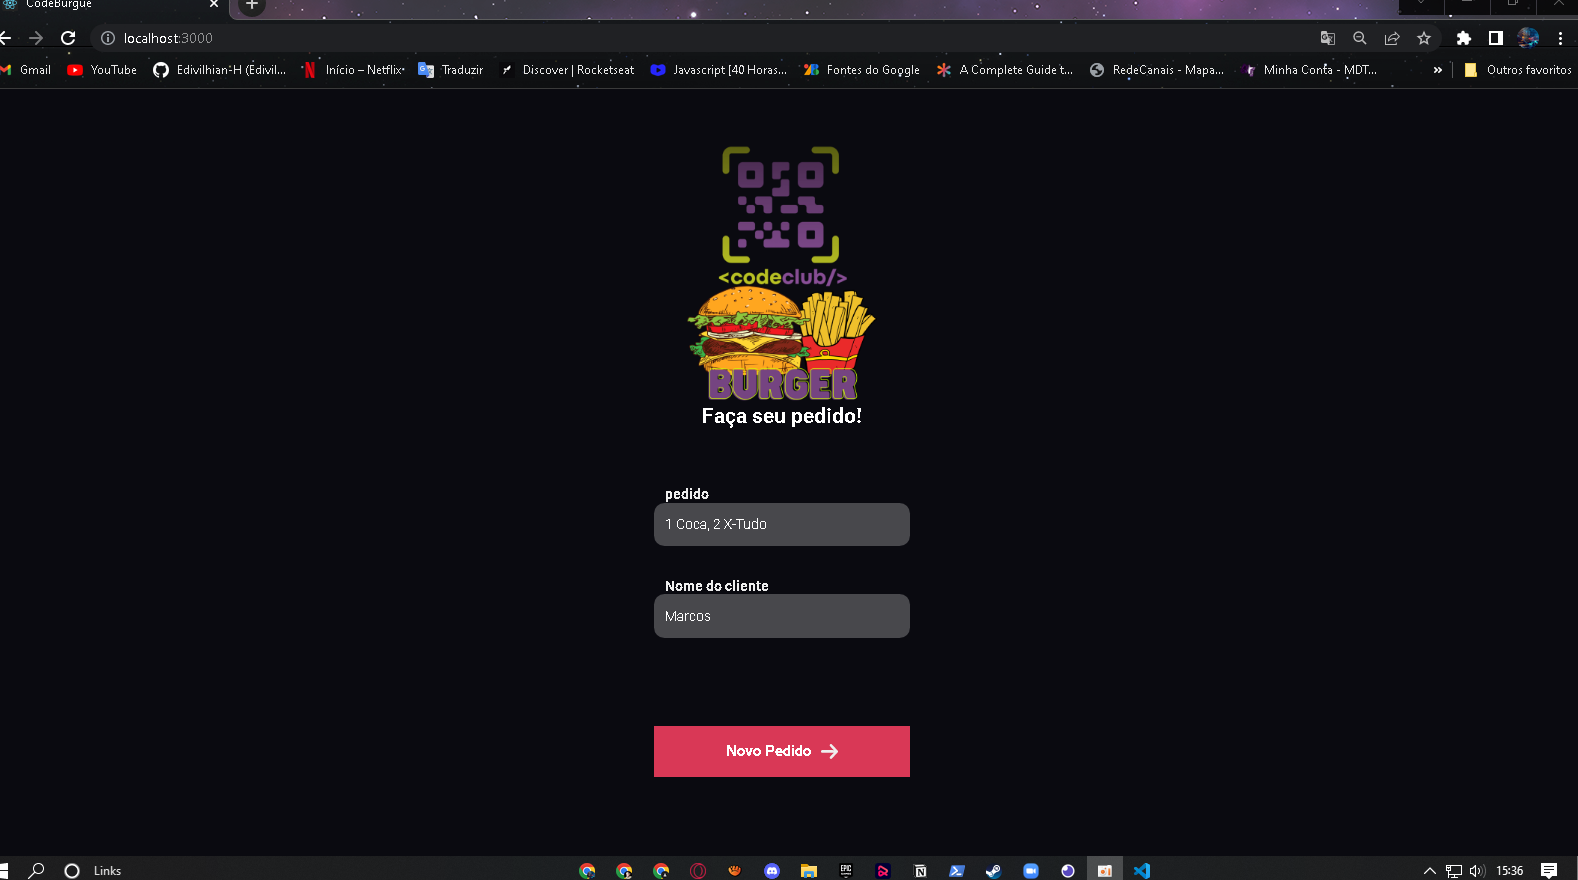 CodeBurgue
localhost:3000
Gmail
YouTube
Edivilhian-H (Edivil...
Início – Netflix
Traduzir
Discover | Rocketseat
Javascript [40 Horas...
Fontes do Google
A Complete Guide t...
RedeCanais - Mapa...
Minha Conta - MDT...
»
Outros favoritos
<codeclub/>
BURGER
Faça seu pedido!
pedido
1 Coca, 2 X-Tudo
Nome do cliente
Marcos
Novo Pedido
Links
EPIC
15:36